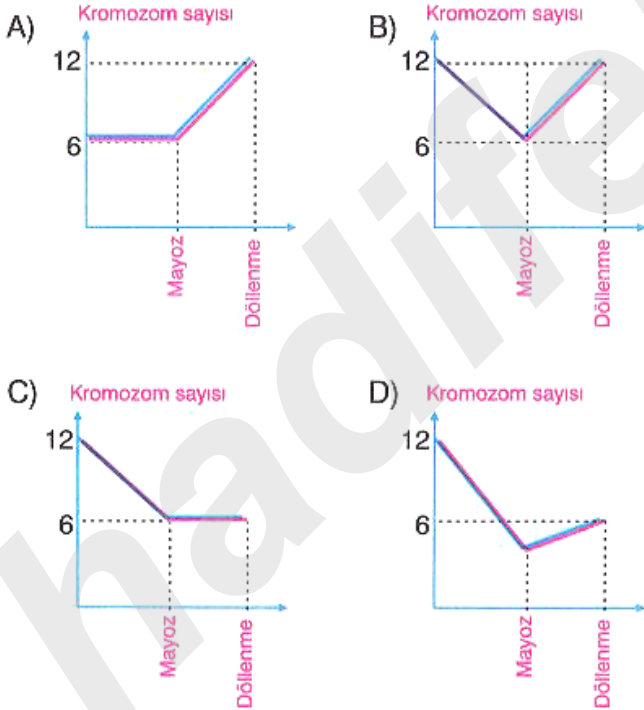 A) Kromozom sayısı
12
6
Mayoz
Döllenme
B) Kromozom sayısı
12
6
Mayoz
Döllenme
C) Kromozom sayısı
12
6
Mayoz
Döllenme
D) Kromozom sayısı
12
6
Mayoz
Döllenme
hadife